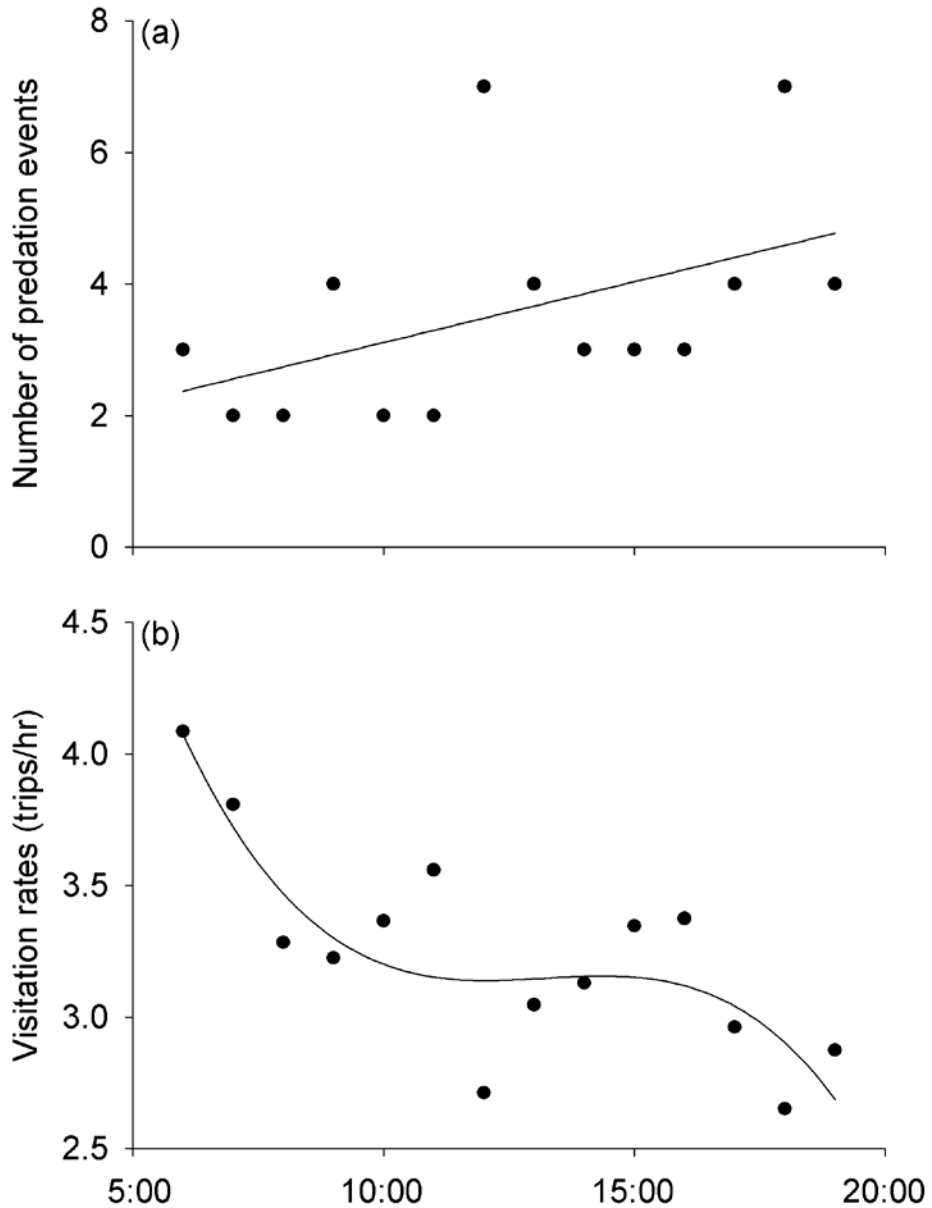 (a)
Number of predation events
8
6
4
2
0
(b)
Visitation rates (trips/hr)
4.5
4.0
3.5
3.0
2.5
5:00 10:00 15:00 20:00